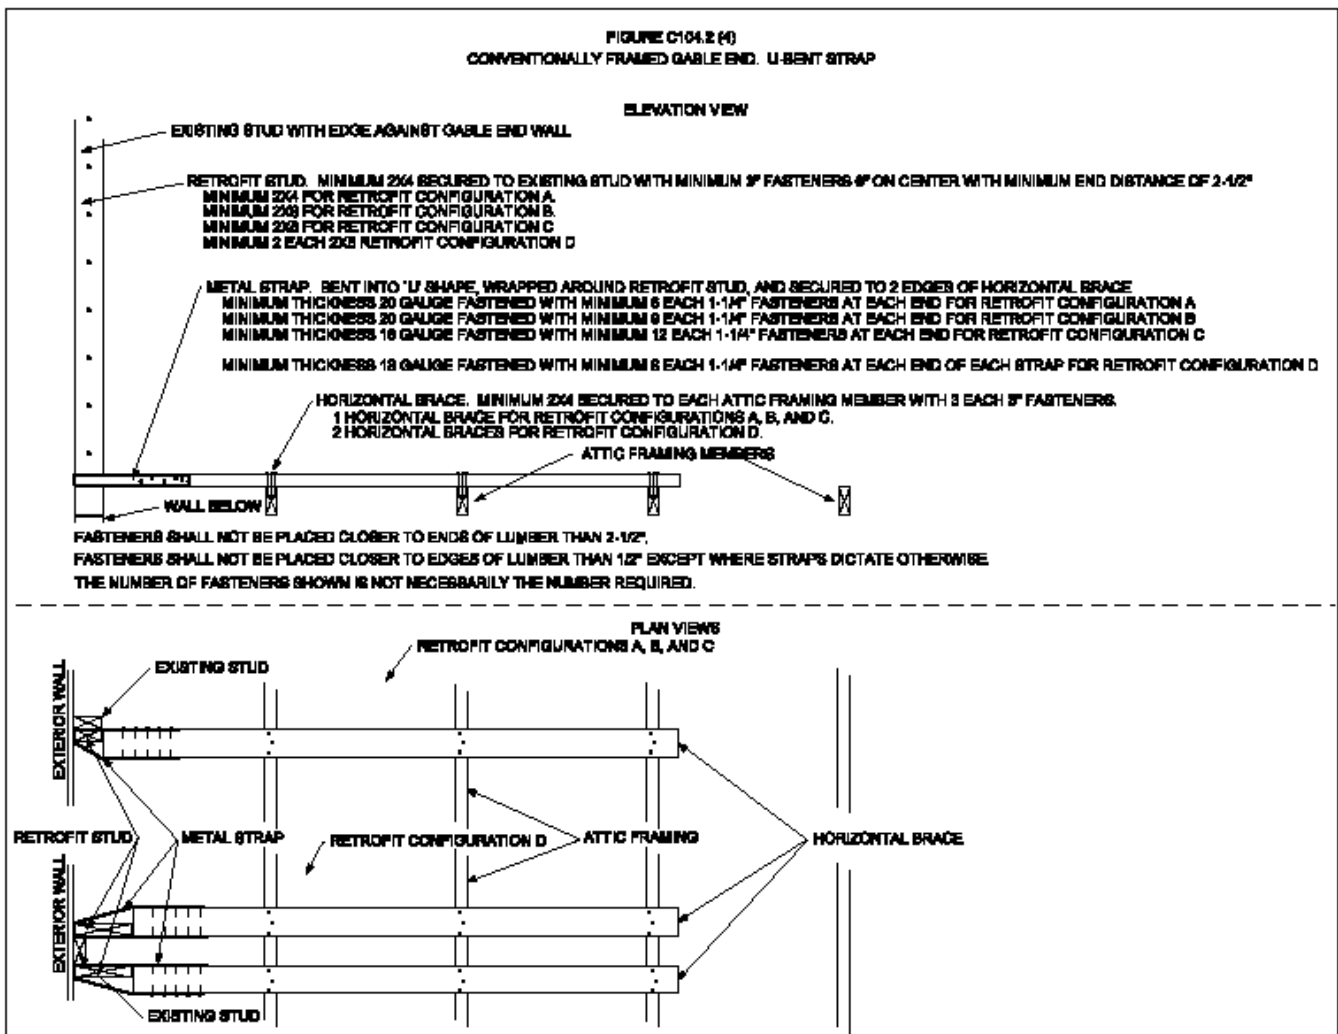 FIGURE C104.2 (4)
CONVENTIONALLY FRAMED GABLE END. U-BENT STRAP
ELEVATION VIEW
EXISTING STUD WITH EDGE AGAINST GABLE END WALL
RETROFIT STUD. MINIMUM 2X4 SECURED TO EXISTING STUD WITH MINIMUM 3" FASTENERS 6" ON CENTER WITH MINIMUM END DISTANCE OF 2-1/2"
MINIMUM 2X4 FOR RETROFIT CONFIGURATION A.
MINIMUM FOR RETROFIT CONFIGURATION B.
MINIMUM FOR RETROFIT CONFIGURATION C
MINIMUM 2 EACH RETROFIT CONFIGURATION D
METAL STRAP. BENT INTO 'U' SHAPE, WRAPPED AROUND RETROFIT STUD, AND SECURED TO 2 EDGES OF HORIZONTAL BRACE
MINIMUM THICKNESS 20 GAUGE FASTENED WITH MINIMUM 6 EACH 1-1/4" FASTENERS AT EACH END FOR RETROFIT CONFIGURATION A
MINIMUM THICKNESS 20 GAUGE FASTENED WITH MINIMUM 9 EACH 1-1/4" FASTENERS AT EACH END FOR RETROFIT CONFIGURATION B
MINIMUM THICKNESS GAUGE FASTENED WITH MINIMUM 12 EACH 1-1/4" FASTENERS AT EACH END FOR RETROFIT CONFIGURATION C
MINIMUM THICKNESS GAUGE FASTENED WITH MINIMUM EACH 1-1/4" FASTENERS AT EACH END OF EACH STRAP FOR RETROFIT CONFIGURATION D
HORIZONTAL BRACE. MINIMUM 2X4 SECURED TO EACH ATTIC FRAMING MEMBER WITH 3 EACH 3" FASTENERS.
1 HORIZONTAL BRACE FOR RETROFIT CONFIGURATIONS A, B, AND C.
2 HORIZONTAL BRACES FOR RETROFIT CONFIGURATION D.
ATTIC FRAMING MEMBERS
WALL BELOW
FASTENERS SHALL NOT BE PLACED CLOSER TO ENDS OF LUMBER THAN 2-1/2".
FASTENERS SHALL NOT BE PLACED CLOSER TO EDGES OF LUMBER THAN 1/2" EXCEPT WHERE STRAPS DICTATE OTHERWISE
THE NUMBER OF FASTENERS SHOWN IS NOT NECESSARILY THE NUMBER REQUIRED.
PLAN VIEWS
RETROFIT CONFIGURATIONS A, B, AND C
EXISTING STUD
EXTERIOR WALL
RETROFIT STUD
METAL STRAP
RETROFIT CONFIGURATION D
ATTIC FRAMING
HORIZONTAL BRACE
EXTERIOR WALL
EXISTING STUD